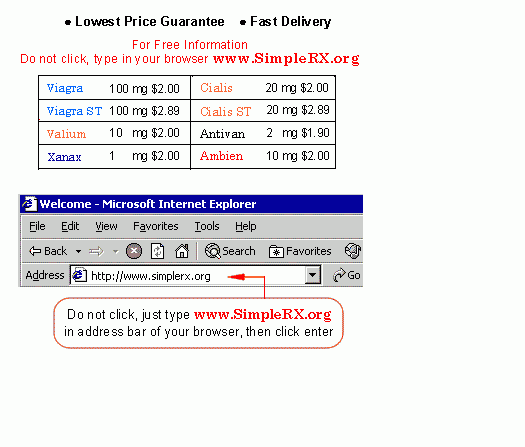 ● Lowest Price Guarantee ● Fast Delivery
For Free Information
Do not click, type in your browser www.SimpleRX.org
Viagra 100 mg $2.00 Cialis 20 mg $2.00
Viagra ST 100 mg $2.89 Cialis ST 20 mg $2.89
Valium 10 mg $2.00 Antivan 2 mg $1.90
Xanax 1 mg $2.00 Ambien 10 mg $2.00
Welcome - Microsoft Internet Explorer
File Edit View Favorites Tools Help
Back Search Favorites
Address http://www.simplerx.org Go
Do not click, just type www.SimpleRX.org
in address bar of your browser, then click enter